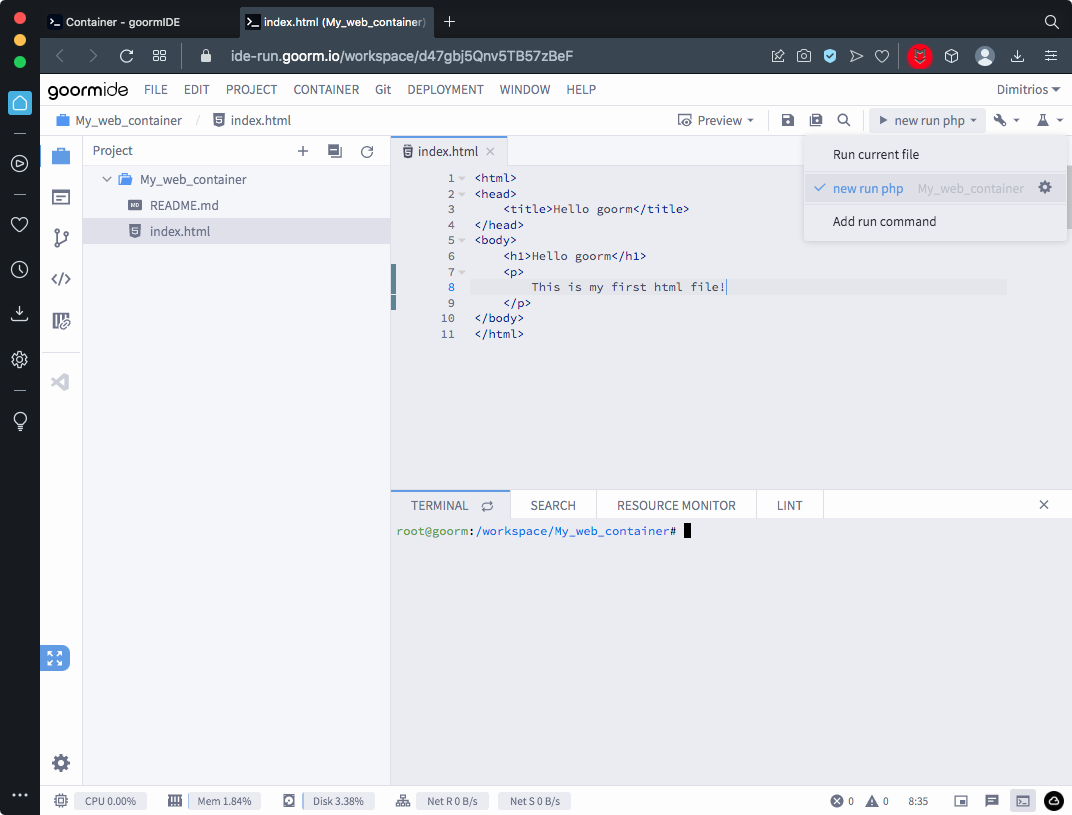 Container - goormIDE
index.html (My_web_container)
ide-run.goorm.io/workspace/d47gbj5Qnv5TB57zBeF
goormide FILE EDIT PROJECT CONTAINER Git DEPLOYMENT WINDOW HELP Dimitrios
My_web_container / index.html Preview new run php
Project
My_web_container
MD README.md
index.html
index.html
Run current file
new run php My_web_container
Add run command
1 <html>
2 <head>
3 <title>Hello goorm</title>
4 </head>
5 <body>
6 <h1>Hello goorm</h1>
7 <p>
8 This is my first html file!
9 </p>
10 </body>
11 </html>
TERMINAL SEARCH RESOURCE MONITOR LINT
root@goorm:/workspace/My_web_container#
CPU 0.00% Mem 1.84% Disk 3.38% Net R 0 B/s Net S 0 B/s 0 0 8:35